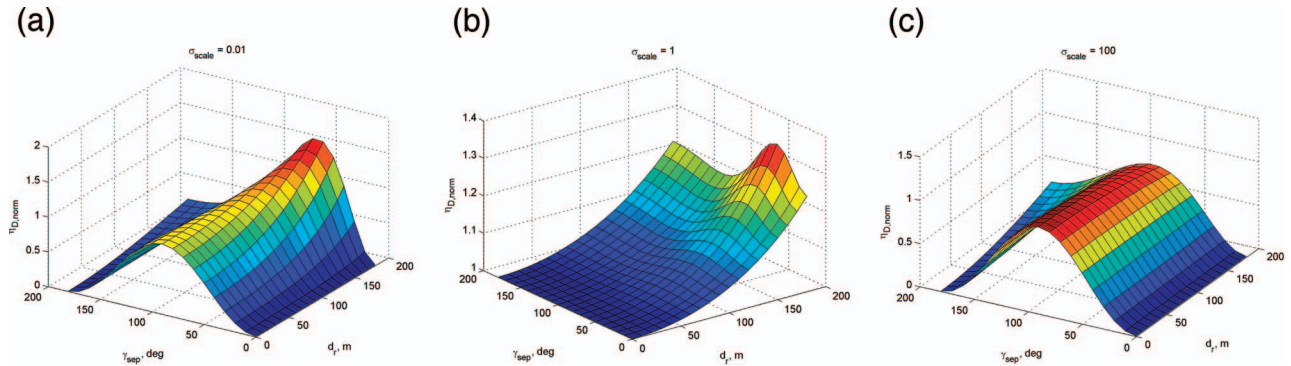 (a)
σscale = 0.01
2
1.5
1
0.5
0
ηD,norm
200
150
100
50
0
γsep, deg
0
50
100
150
200
dr, m
(b)
σscale = 1
1.4
1.3
1.2
1.1
1
ηD,norm
150
100
50
0
γsep, deg
0
50
100
150
200
dr, m
(c)
σscale = 100
1.5
1
0.5
0
ηD,norm
200
150
100
50
0
γsep, deg
0
50
100
150
200
dr, m